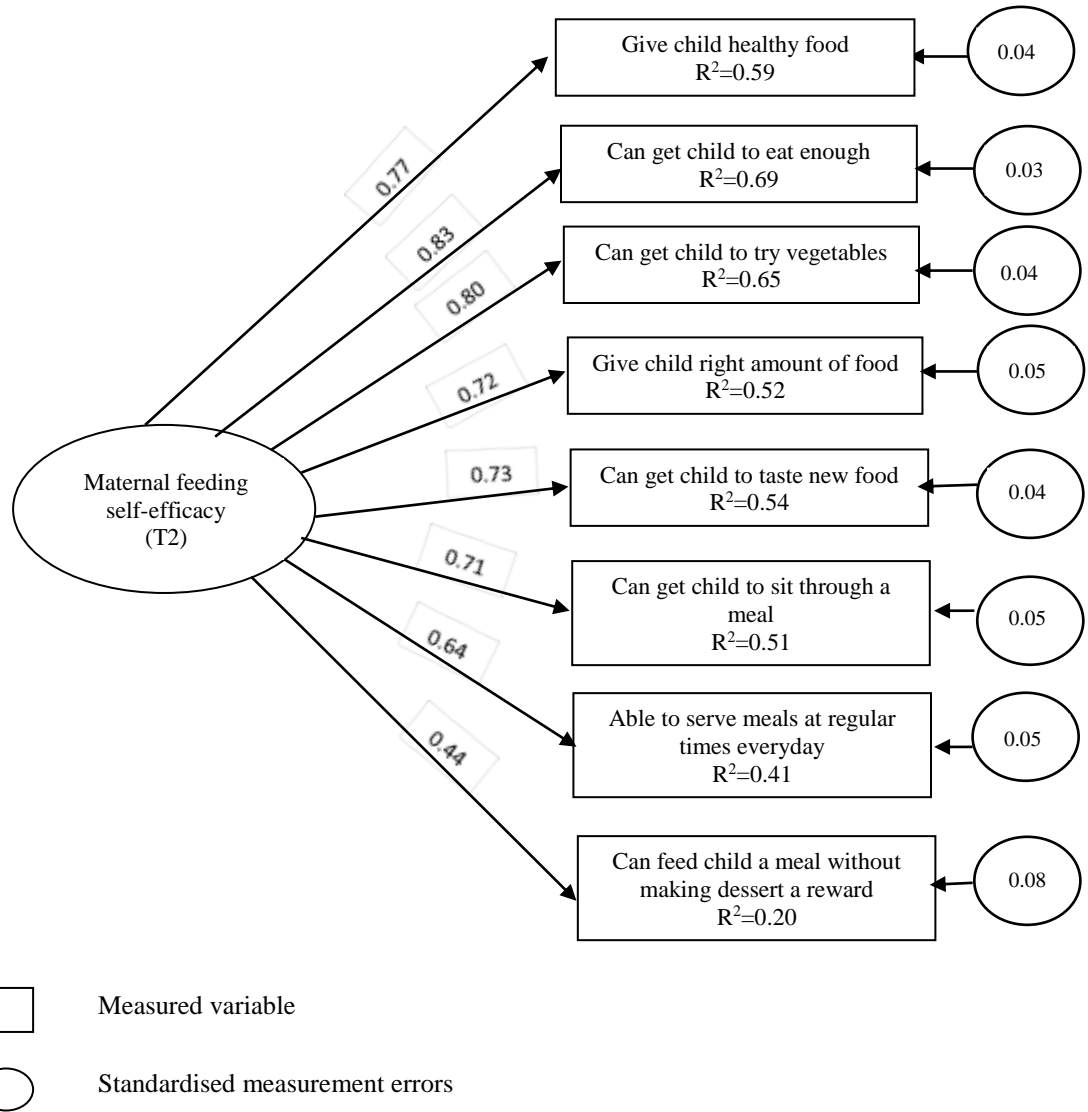 Give child healthy food
R²=0.59
0.04
0.77
Can get child to eat enough
R²=0.69
0.03
0.83
Can get child to try vegetables
R²=0.65
0.04
0.80
Give child right amount of food
R²=0.52
0.05
0.72
Maternal feeding
self-efficacy
(T2)
0.73
Can get child to taste new food
R²=0.54
0.04
0.71
Can get child to sit through a
meal
R²=0.51
0.05
0.64
Able to serve meals at regular
times everyday
R²=0.41
0.05
0.44
Can feed child a meal without
making dessert a reward
R²=0.20
0.08
Measured variable
Standardised measurement errors